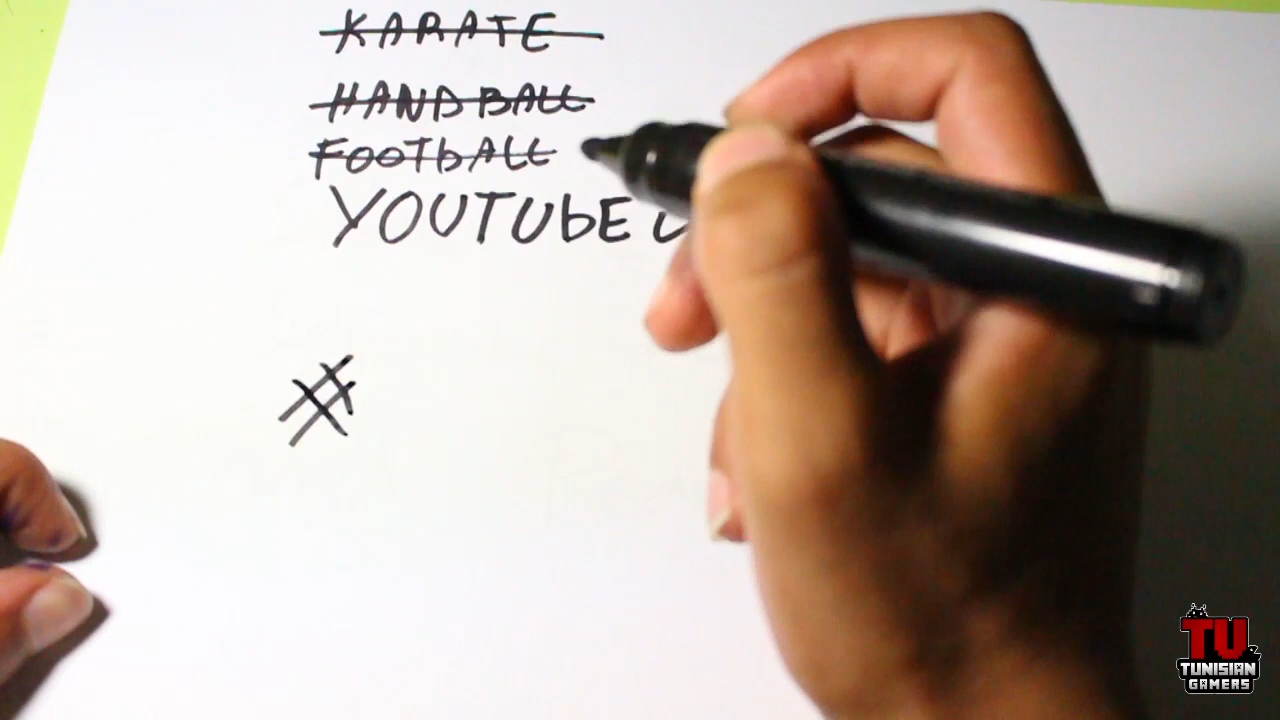 KARATE
HANDBALL
FOOTbALL
YOUTUbE
#
TU
TUNISIAN
GAMERS